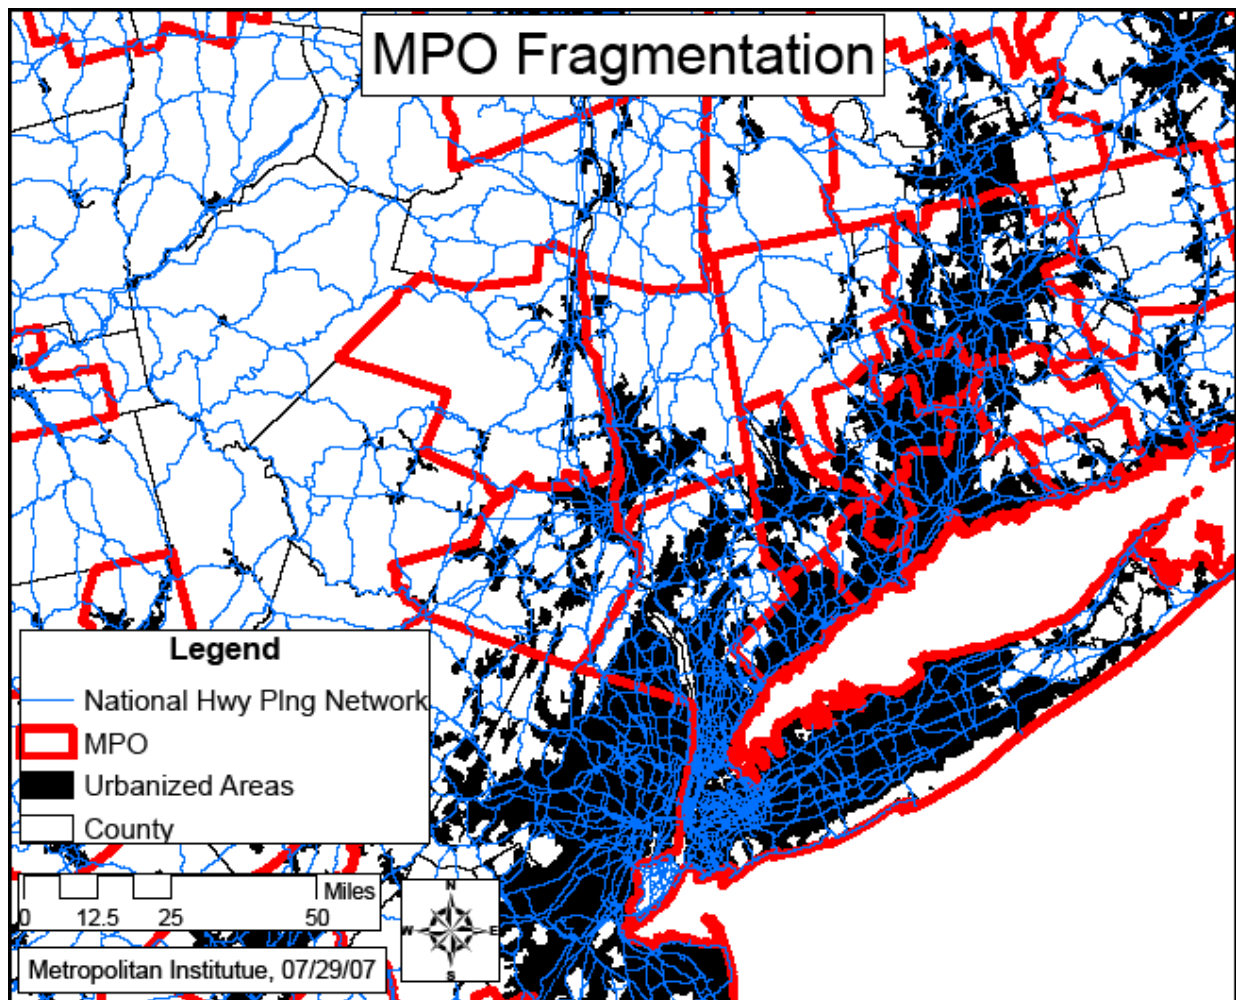 MPO Fragmentation
Legend
National Hwy Plng Network
MPO
Urbanized Areas
County
Miles
0 12.5 25 50
N
W E
S
Metropolitan Institutue, 07/29/07